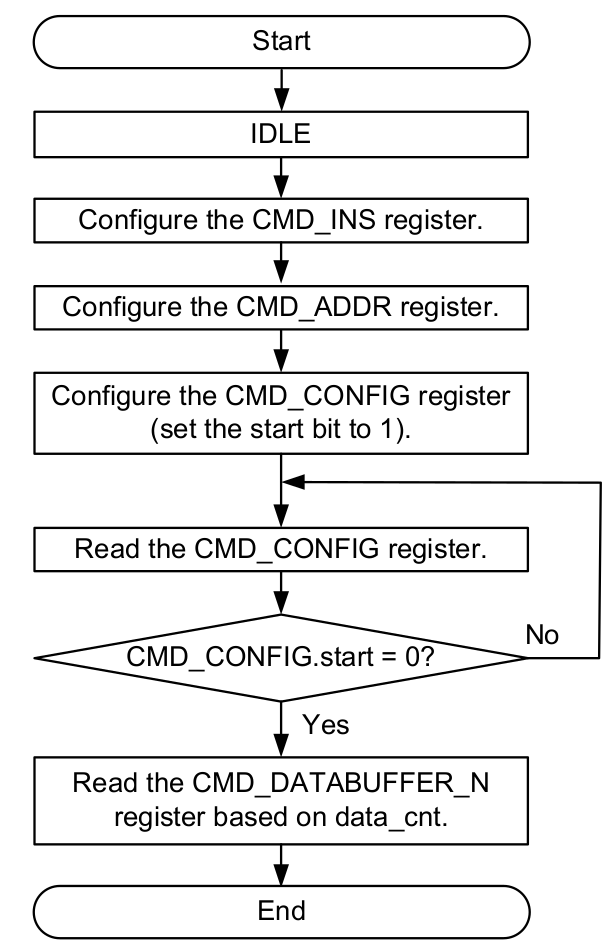 Start
IDLE
Configure the CMD_INS register.
Configure the CMD_ADDR register.
Configure the CMD_CONFIG register
(set the start bit to 1).
Read the CMD_CONFIG register.
CMD_CONFIG.start = 0?
No
Yes
Read the CMD_DATABUFFER_N
register based on data_cnt.
End